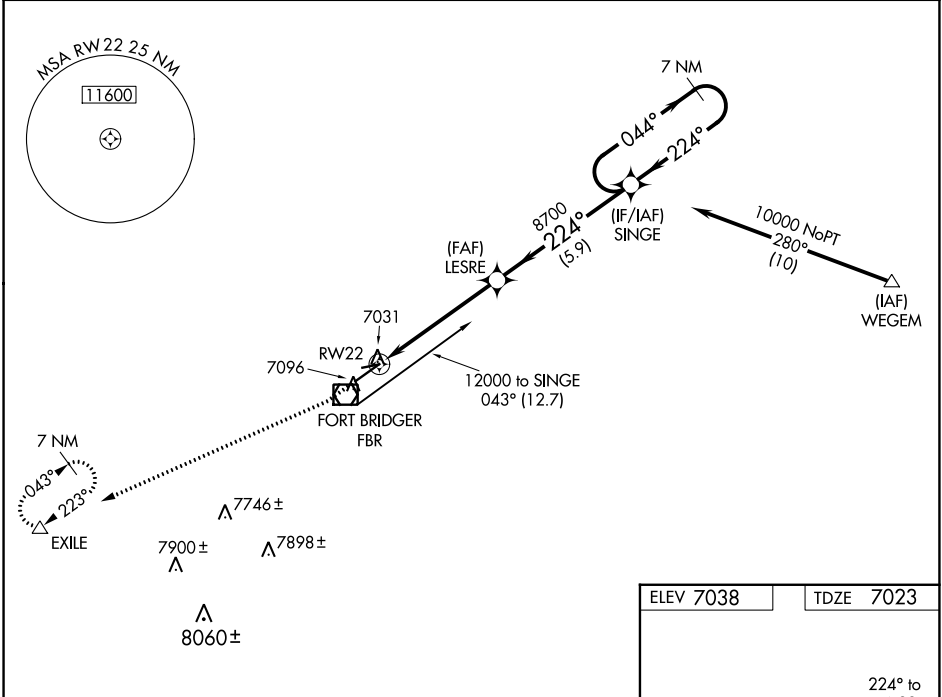 MSA RW22 25 NM
11600
7 NM
044°
224°
(IF/IAF)
SINGE
8700
224°
(5.9)
10000 NoPT
280°
(10)
(IAF)
WEGEM
(FAF)
LESRE
7031
RW22
7096
12000 to SINGE
043° (12.7)
FORT BRIDGER
FBR
7 NM
043°
223°
EXILE
7746±
7900±
7898±
8060±
ELEV 7038
TDZE 7023
224° to